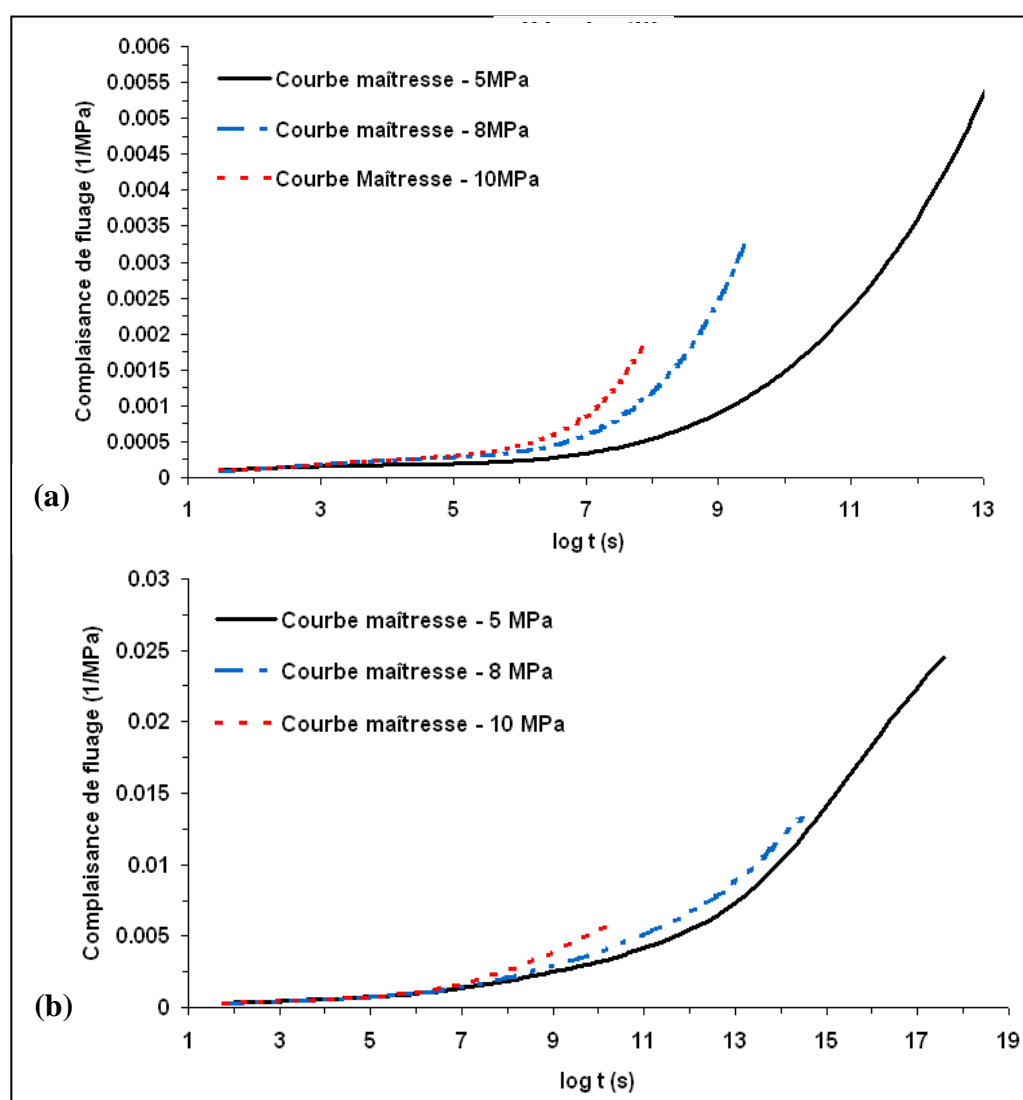 0.006
0.0055
0.005
0.0045
0.004
0.0035
0.003
0.0025
0.002
0.0015
0.001
0.0005
0
Complaisance de fluage (1/MPa)
Courbe maîtresse - 5MPa
Courbe maîtresse - 8MPa
Courbe Maîtresse - 10MPa
1 3 5 7 9 11 13
log t (s)
(a)
0.03
0.025
0.02
0.015
0.01
0.005
0
Complaisance de fluage (1/MPa)
Courbe maîtresse - 5 MPa
Courbe maîtresse - 8 MPa
Courbe maîtresse - 10 MPa
1 3 5 7 9 11 13 15 17 19
log t (s)
(b)